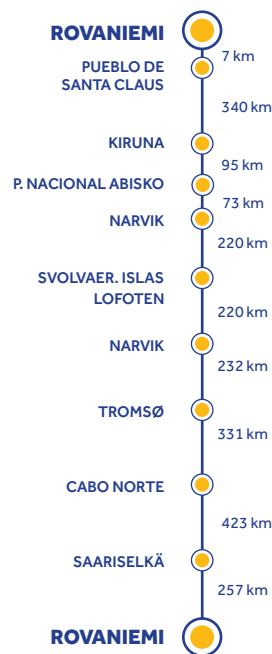 ROVANIEMI
7 km
PUEBLO DE
SANTA CLAUS
340 km
KIRUNA
95 km
P. NACIONAL ABISKO
73 km
NARVIK
220 km
SVOLVAER. ISLAS
LOFOTEN
220 km
NARVIK
232 km
TROMSØ
331 km
CABO NORTE
423 km
SAARISELKÄ
257 km
ROVANIEMI